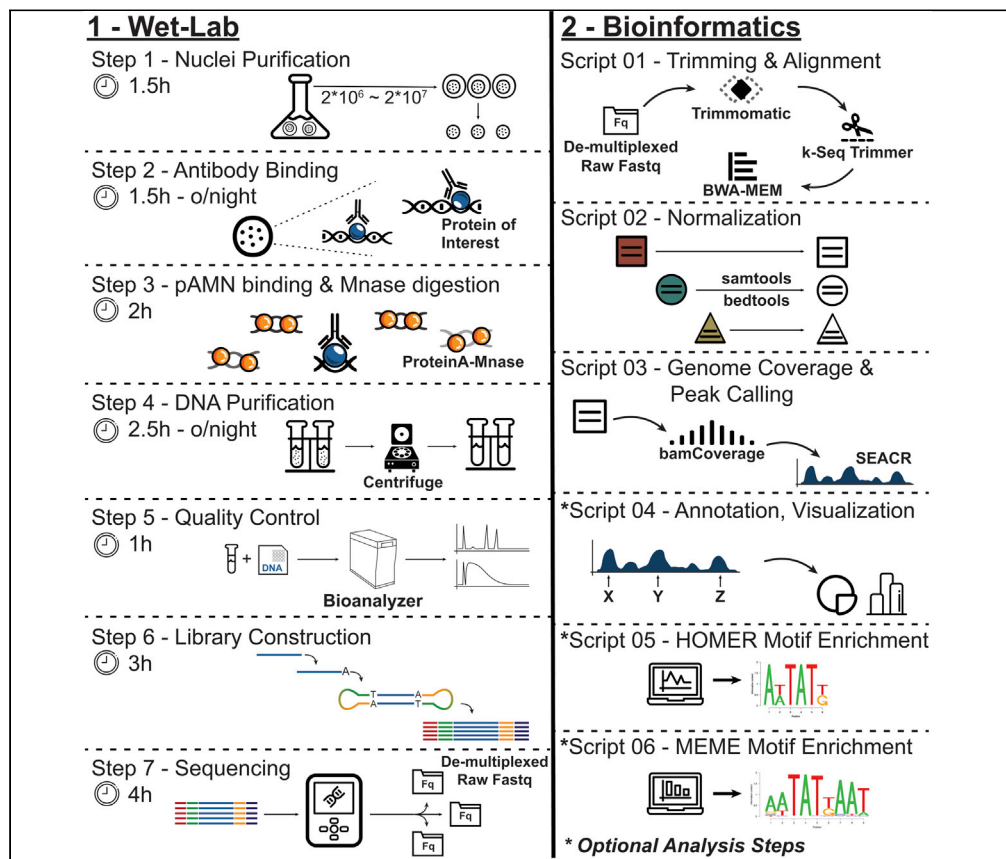 1 - Wet-Lab
Step 1 - Nuclei Purification
1.5h
2*10⁶ ~ 2*10⁷
Step 2 - Antibody Binding
1.5h - o/night
Protein of
Interest
Step 3 - pAMN binding & Mnase digestion
2h
ProteinA-Mnase
Step 4 - DNA Purification
2.5h - o/night
Centrifuge
Step 5 - Quality Control
1h
+
DNA
Bioanalyzer
Step 6 - Library Construction
3h
A
T A
A T
Step 7 - Sequencing
4h
De-multiplexed
Raw Fastq
Fq
Fq
Fq
2 - Bioinformatics
Script 01 - Trimming & Alignment
Trimmomatic
Fq
De-multiplexed
Raw Fastq
k-Seq Trimmer
BWA-MEM
Script 02 - Normalization
samtools
bedtools
Script 03 - Genome Coverage &
Peak Calling
bamCoverage
SEACR
*Script 04 - Annotation, Visualization
X Y Z
*Script 05 - HOMER Motif Enrichment
*Script 06 - MEME Motif Enrichment
* Optional Analysis Steps